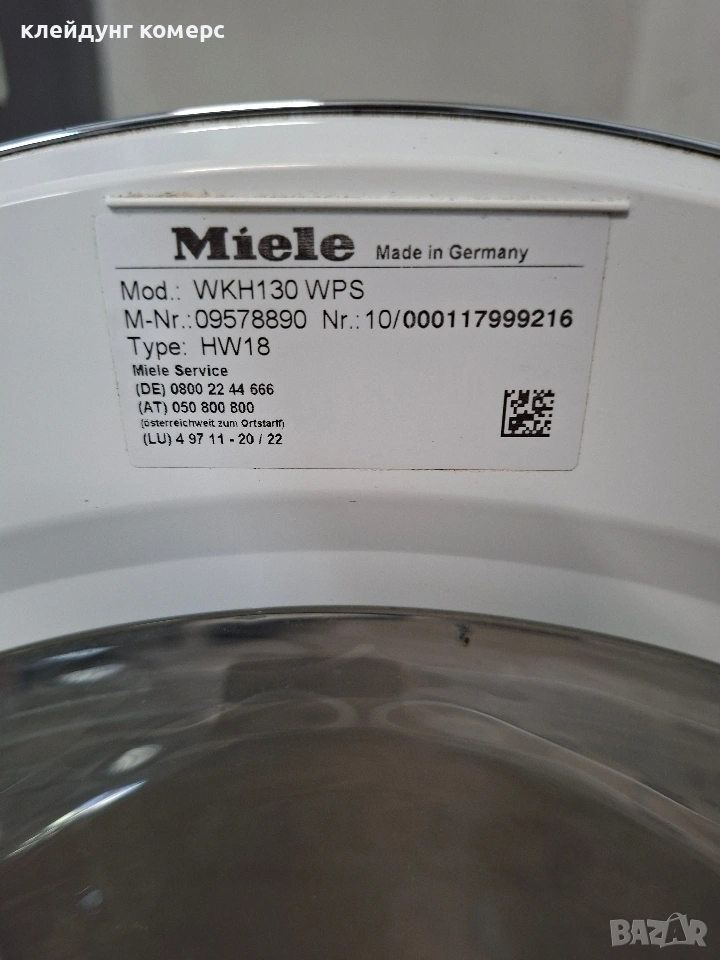 клейдунг комерс
Miele Made in Germany
Mod.: WKH130 WPS
M-Nr.:09578890 Nr.:10/000117999216
Type: HW18
Miele Service
(DE) 0800 22 44 666
(AT) 050 800 800
(österreichweit zum Ortstarif)
(LU) 4 97 11 - 20 / 22
BAZAR